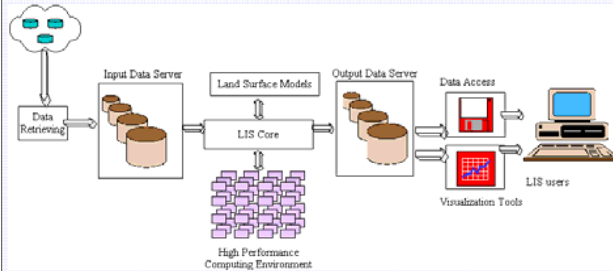 Data
Retrieving
Input Data Server
Land Surface Models
LIS Core
High Performance
Computing Environment
Output Data Server
Data Access
Visualization Tools
LIS users